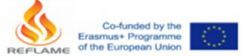 REFLAME
Co-funded by the
Erasmus+ Programme
of the European Union